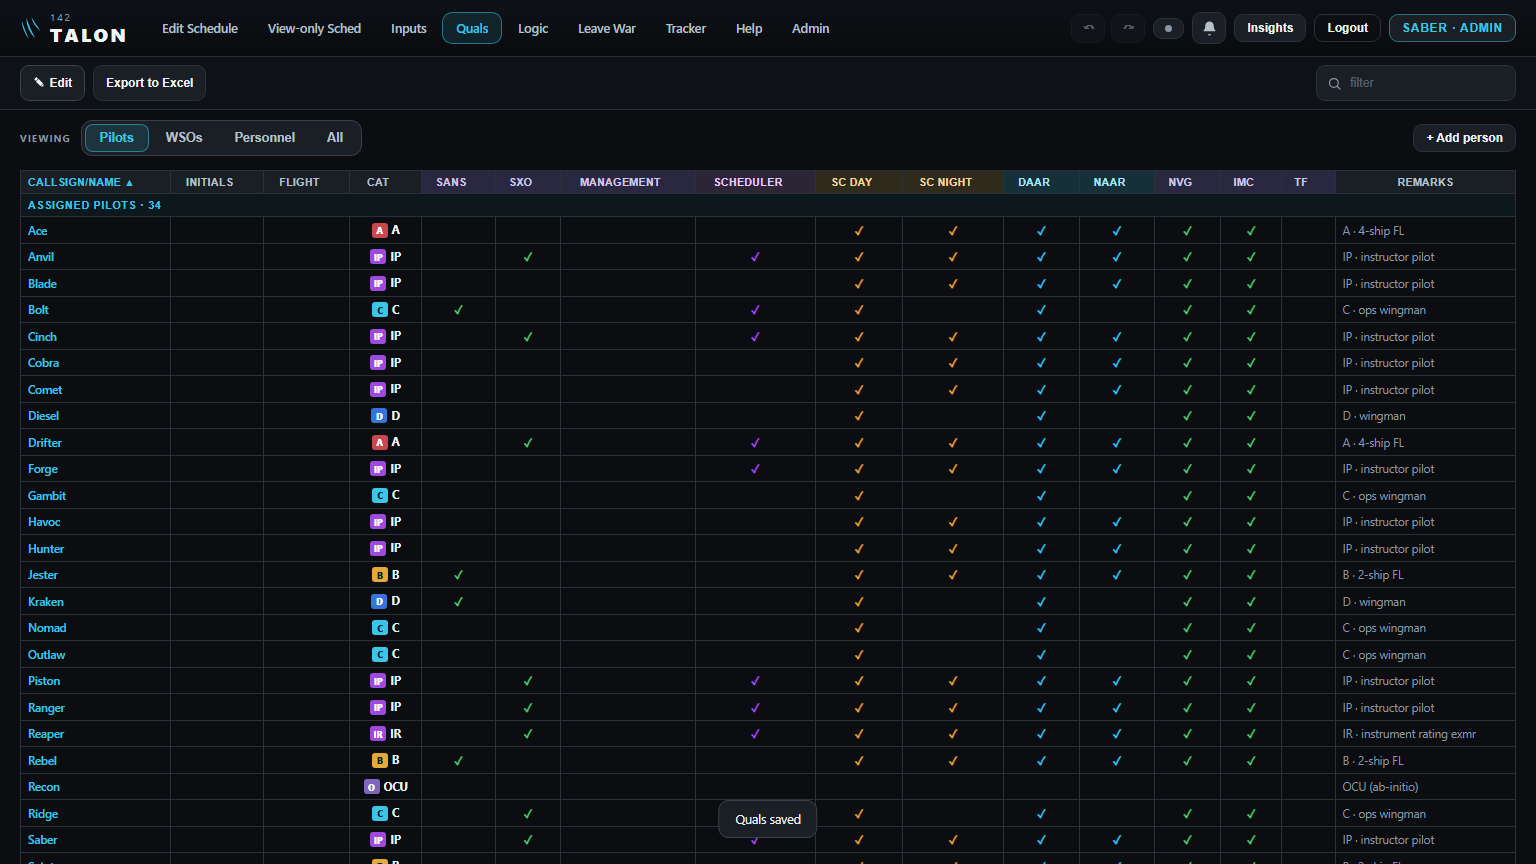 142
TALON
Edit Schedule View-only Sched Inputs Quals Logic Leave War Tracker Help Admin Insights Logout SABER · ADMIN
✎ Edit Export to Excel filter
VIEWING Pilots WSOs Personnel All + Add person
CALLSIGN/NAME ▲ INITIALS FLIGHT CAT SANS SXO MANAGEMENT SCHEDULER SC DAY SC NIGHT DAAR NAAR NVG IMC TF REMARKS
ASSIGNED PILOTS · 34
Ace A A ✓ ✓ ✓ ✓ ✓ ✓ A · 4-ship FL
Anvil IP IP ✓ ✓ ✓ ✓ ✓ ✓ ✓ ✓ IP · instructor pilot
Blade IP IP ✓ ✓ ✓ ✓ ✓ ✓ IP · instructor pilot
Bolt C C ✓ ✓ ✓ ✓ ✓ ✓ C · ops wingman
Cinch IP IP ✓ ✓ ✓ ✓ ✓ ✓ ✓ ✓ IP · instructor pilot
Cobra IP IP ✓ ✓ ✓ ✓ ✓ ✓ IP · instructor pilot
Comet IP IP ✓ ✓ ✓ ✓ ✓ ✓ IP · instructor pilot
Diesel D D ✓ ✓ ✓ ✓ D · wingman
Drifter A A ✓ ✓ ✓ ✓ ✓ ✓ ✓ ✓ A · 4-ship FL
Forge IP IP ✓ ✓ ✓ ✓ ✓ ✓ ✓ IP · instructor pilot
Gambit C C ✓ ✓ ✓ ✓ C · ops wingman
Havoc IP IP ✓ ✓ ✓ ✓ ✓ ✓ IP · instructor pilot
Hunter IP IP ✓ ✓ ✓ ✓ ✓ ✓ IP · instructor pilot
Jester B B ✓ ✓ ✓ ✓ ✓ ✓ ✓ B · 2-ship FL
Kraken D D ✓ ✓ ✓ ✓ ✓ D · wingman
Nomad C C ✓ ✓ ✓ ✓ C · ops wingman
Outlaw C C ✓ ✓ ✓ ✓ C · ops wingman
Piston IP IP ✓ ✓ ✓ ✓ ✓ ✓ ✓ ✓ IP · instructor pilot
Ranger IP IP ✓ ✓ ✓ ✓ ✓ ✓ ✓ ✓ IP · instructor pilot
Reaper IR IR ✓ ✓ ✓ ✓ ✓ ✓ ✓ ✓ IR · instrument rating exmr
Rebel B B ✓ ✓ ✓ ✓ ✓ ✓ ✓ B · 2-ship FL
Recon O OCU OCU (ab-initio)
Ridge C C ✓ ✓ ✓ ✓ ✓ C · ops wingman
Quals saved
Saber IP IP ✓ ✓ ✓ ✓ ✓ ✓ ✓ ✓ IP · instructor pilot